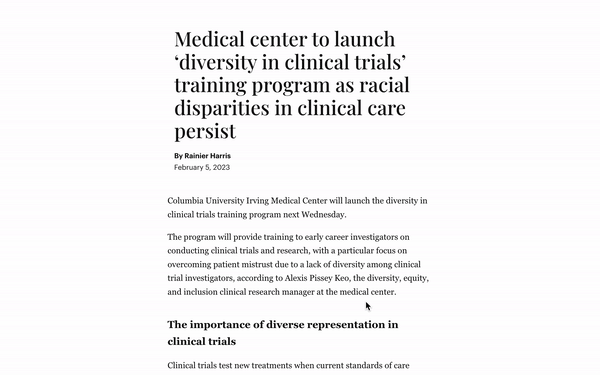 Medical center to launch
‘diversity in clinical trials’
training program as racial
disparities in clinical care
persist
By Rainier Harris
February 5, 2023
Columbia University Irving Medical Center will launch the diversity in
clinical trials training program next Wednesday.
The program will provide training to early career investigators on
conducting clinical trials and research, with a particular focus on
overcoming patient mistrust due to a lack of diversity among clinical
trial investigators, according to Alexis Pissey Keo, the diversity, equity,
and inclusion clinical research manager at the medical center.
The importance of diverse representation in
clinical trials
Clinical trials test new treatments when current standards of care